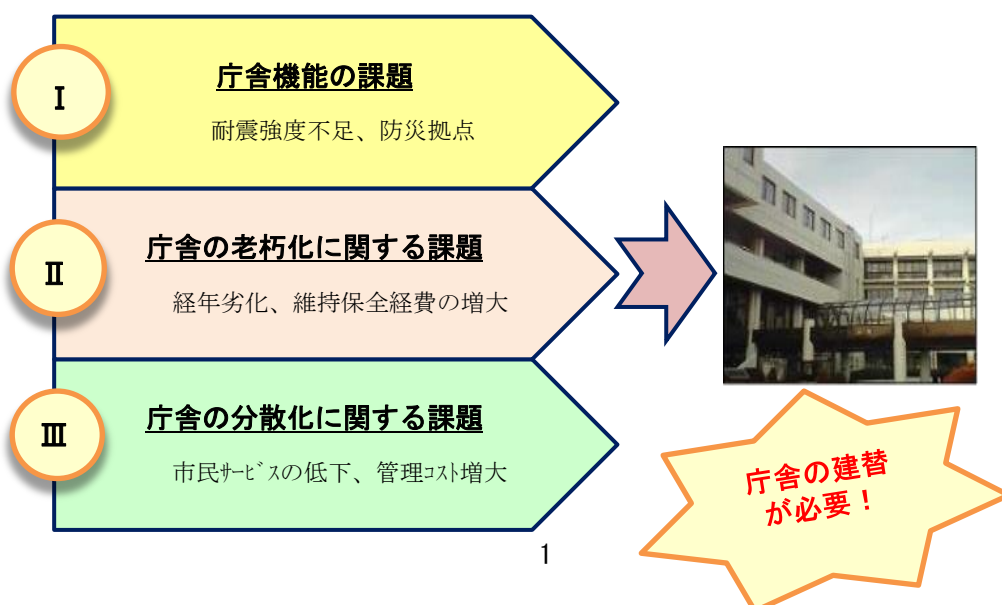 Ⅰ
庁舎機能の課題
耐震強度不足、防災拠点
Ⅱ
庁舎の老朽化に関する課題
経年劣化、維持保全経費の増大
Ⅲ
庁舎の分散化に関する課題
市民ｻｰﾋﾞｽの低下、管理ｺｽﾄ増大
庁舎の建替
が必要！
1